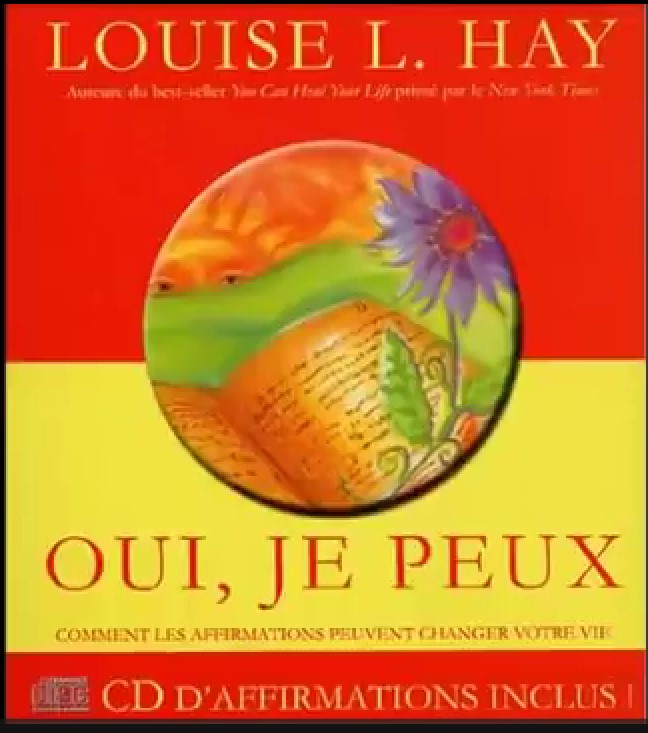 LOUISE L. HAY
Auteure du best-seller You Can Heal Your Life primé par le New York Times
OUI, JE PEUX
COMMENT LES AFFIRMATIONS PEUVENT CHANGER VOTRE VIE
disc CD D'AFFIRMATIONS INCLUS !